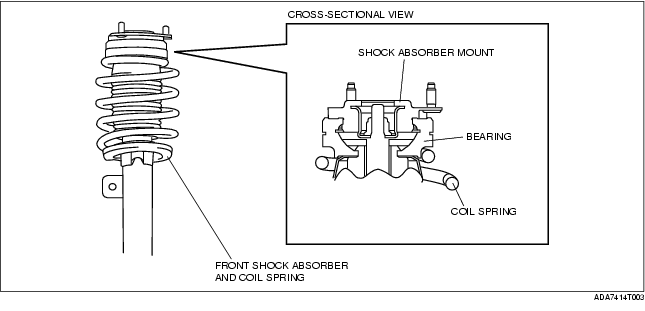 CROSS-SECTIONAL VIEW
SHOCK ABSORBER MOUNT
BEARING
COIL SPRING
FRONT SHOCK ABSORBER
AND COIL SPRING
ADA7414T003